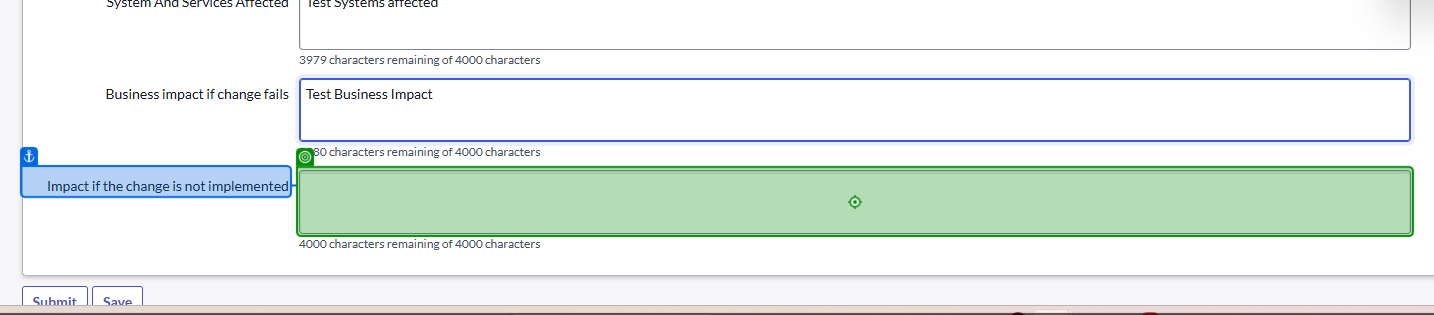 System And Services Affected
Test Systems affected
3979 characters remaining of 4000 characters
Business impact if change fails
Test Business Impact
80 characters remaining of 4000 characters
Impact if the change is not implemented
4000 characters remaining of 4000 characters
Submit
Save